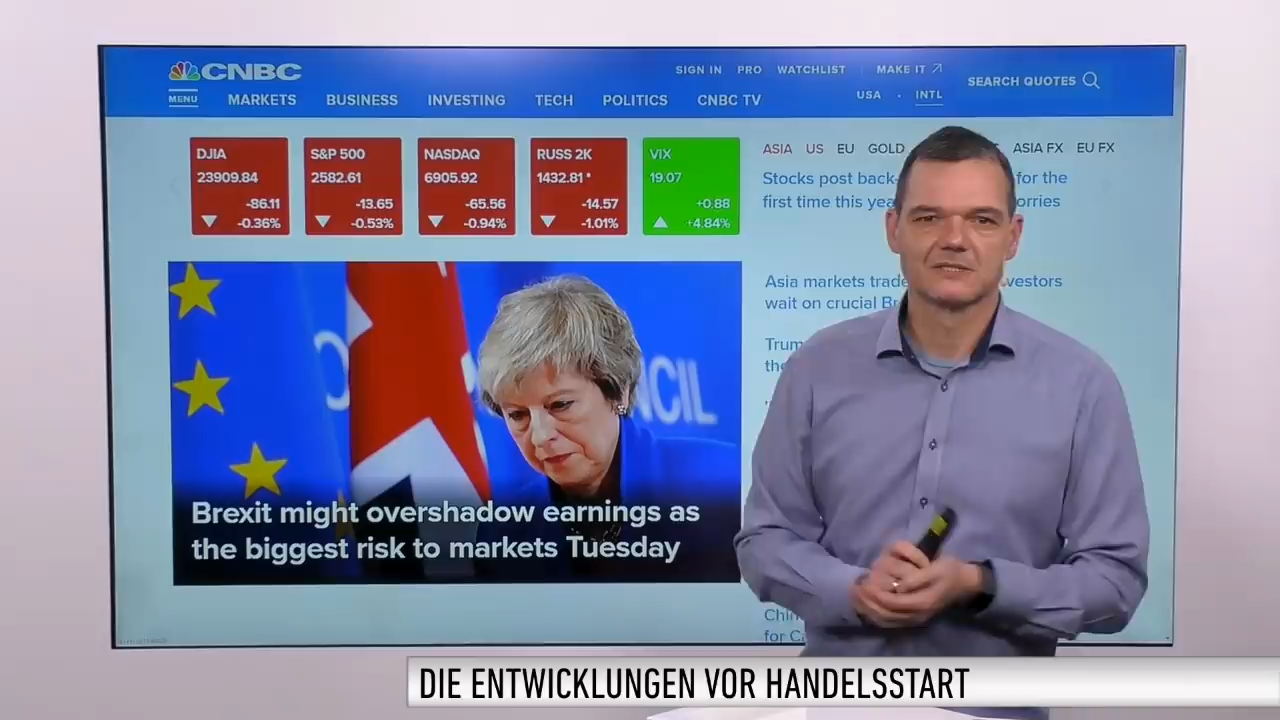 CNBC
SIGN IN PRO WATCHLIST MAKE IT
SEARCH QUOTES
USA • INTL
MENU MARKETS BUSINESS INVESTING TECH POLITICS CNBC TV
DJIA
23909.84
-86.11
-0.36%
S&P 500
2582.61
-13.65
-0.53%
NASDAQ
6905.92
-65.56
-0.94%
RUSS 2K
1432.81*
-14.57
-1.01%
VIX
19.07
+0.88
+4.84%
ASIA US EU GOLD ASIA FX EU FX
Stocks post back- for the
first time this yea orries
Asia markets trade vestors
wait on crucial Br
Trum
the
NCIL
Brexit might overshadow earnings as
the biggest risk to markets Tuesday
Chin
for C
DIE ENTWICKLUNGEN VOR HANDELSSTART